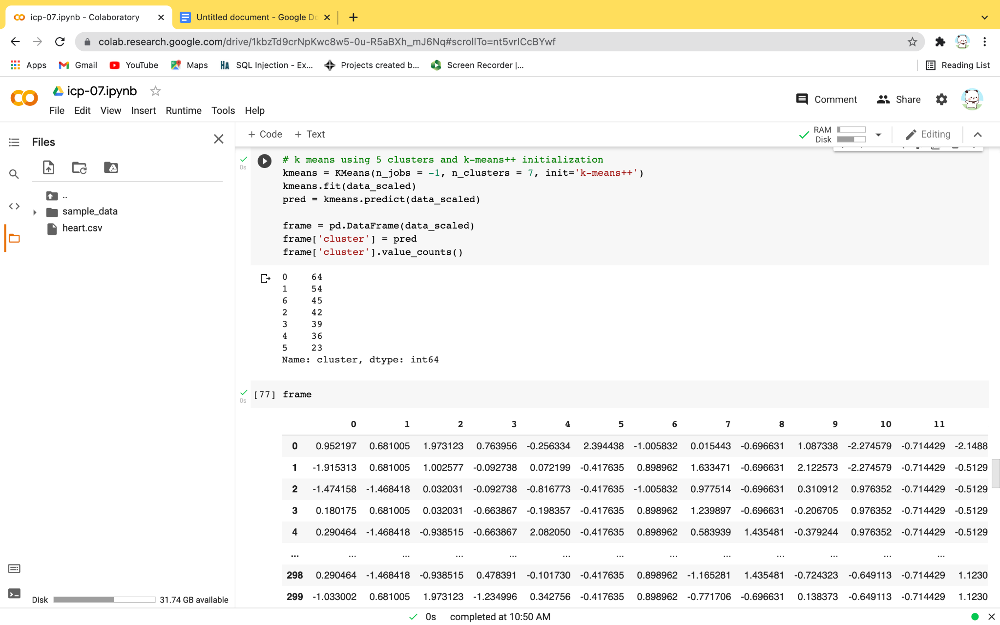 icp-07.ipynb - Colaboratory
Untitled document - Google Do
colab.research.google.com/drive/1kbzTd9crNpKwc8w5-0u-R5aBXh_mJ6Nq#scrollTo=nt5vrICcBYwf
Apps Gmail YouTube Maps SQL Injection - Ex... Projects created b... Screen Recorder |... Reading List
icp-07.ipynb
File Edit View Insert Runtime Tools Help
Comment Share
Files
+ Code + Text
RAM
Disk
Editing
..
sample_data
heart.csv
Disk 31.74 GB available
0s
# k means using 5 clusters and k-means++ initialization
kmeans = KMeans(n_jobs = -1, n_clusters = 7, init='k-means++')
kmeans.fit(data_scaled)
pred = kmeans.predict(data_scaled)
frame = pd.DataFrame(data_scaled)
frame['cluster'] = pred
frame['cluster'].value_counts()
0 64
1 54
6 45
2 42
3 39
4 36
5 23
Name: cluster, dtype: int64
0s
[77] frame
0 1 2 3 4 5 6 7 8 9 10 11
0 0.952197 0.681005 1.973123 0.763956 -0.256334 2.394438 -1.005832 0.015443 -0.696631 1.087338 -2.274579 -0.714429 -2.1488
1 -1.915313 0.681005 1.002577 -0.092738 0.072199 -0.417635 0.898962 1.633471 -0.696631 2.122573 -2.274579 -0.714429 -0.5129
2 -1.474158 -1.468418 0.032031 -0.092738 -0.816773 -0.417635 -1.005832 0.977514 -0.696631 0.310912 0.976352 -0.714429 -0.5129
3 0.180175 0.681005 0.032031 -0.663867 -0.198357 -0.417635 0.898962 1.239897 -0.696631 -0.206705 0.976352 -0.714429 -0.5129
4 0.290464 -1.468418 -0.938515 -0.663867 2.082050 -0.417635 0.898962 0.583939 1.435481 -0.379244 0.976352 -0.714429 -0.5129
... ... ... ... ... ... ... ... ... ... ... ... ...
298 0.290464 -1.468418 -0.938515 0.478391 -0.101730 -0.417635 0.898962 -1.165281 1.435481 -0.724323 -0.649113 -0.714429 1.1230
299 -1.033002 0.681005 1.973123 -1.234996 0.342756 -0.417635 0.898962 -0.771706 -0.696631 0.138373 -0.649113 -0.714429 1.1230
0s completed at 10:50 AM